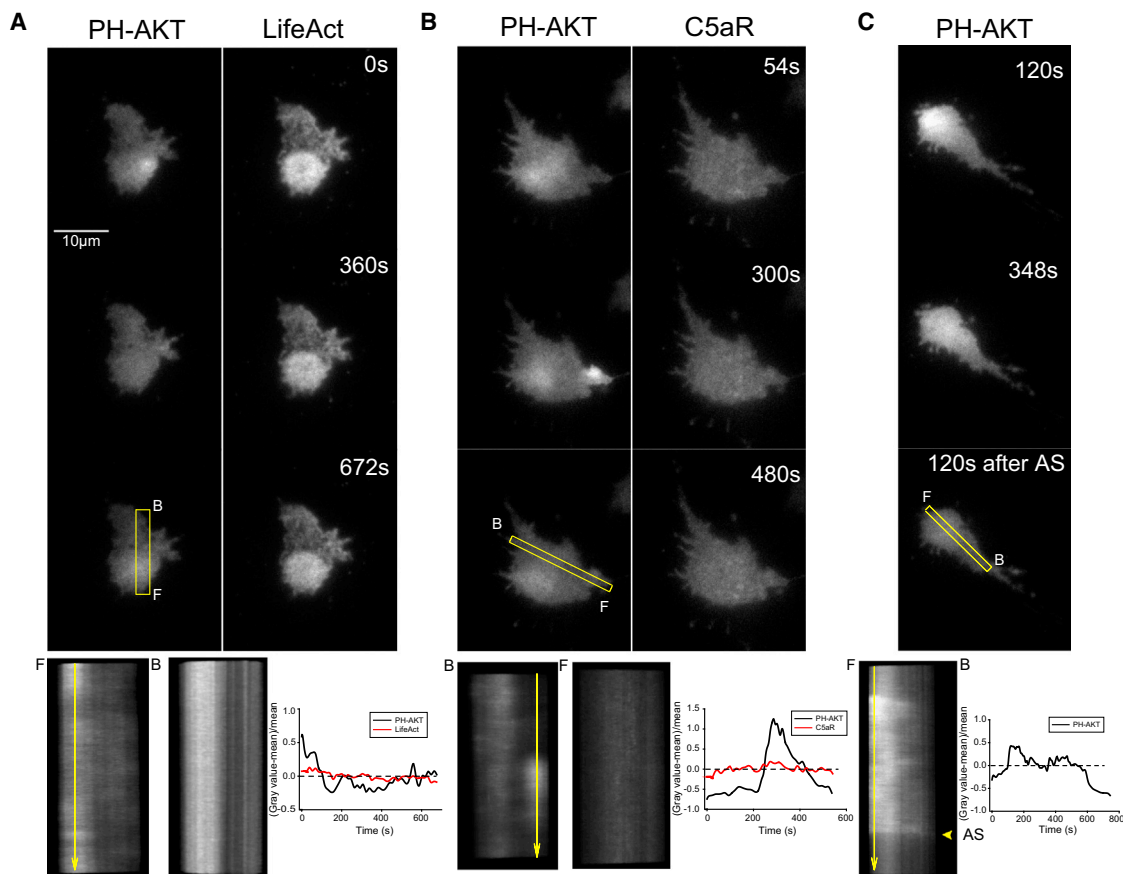 A
PH-AKT
LifeAct
0s
10µm
360s
672s
B
F
F
B
(Gray value-mean)/mean
1.0
0.5
0.0
-0.5
0
200
400
600
Time (s)
PH-AKT
LifeAct
B
PH-AKT
C5aR
54s
300s
480s
B
F
B
F
(Gray value-mean)/mean
1.5
1.0
0.5
0.0
-0.5
-1.0
0
200
400
600
Time (s)
PH-AKT
C5aR
C
PH-AKT
120s
348s
120s after AS
F
B
F
B
AS
(Gray value-mean)/mean
1.0
0.5
0.0
-0.5
-1.0
0
200
400
600
800
Time (s)
PH-AKT